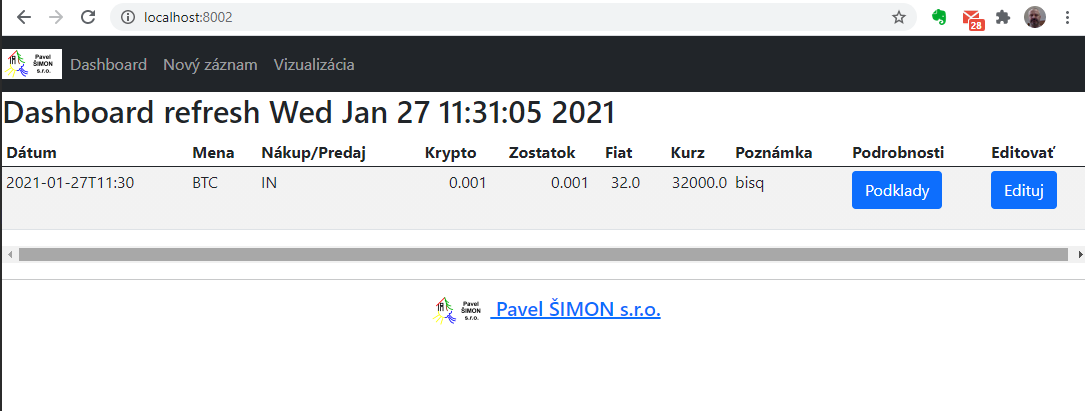 localhost:8002
28
Pavel
ŠIMON
s.r.o.
Dashboard Nový záznam Vizualizácia
Dashboard refresh Wed Jan 27 11:31:05 2021
Dátum Mena Nákup/Predaj Krypto Zostatok Fiat Kurz Poznámka Podrobnosti Editovať
2021-01-27T11:30 BTC IN 0.001 0.001 32.0 32000.0 bisq Podklady Edituj
Pavel
ŠIMON
s.r.o.
Pavel ŠIMON s.r.o.